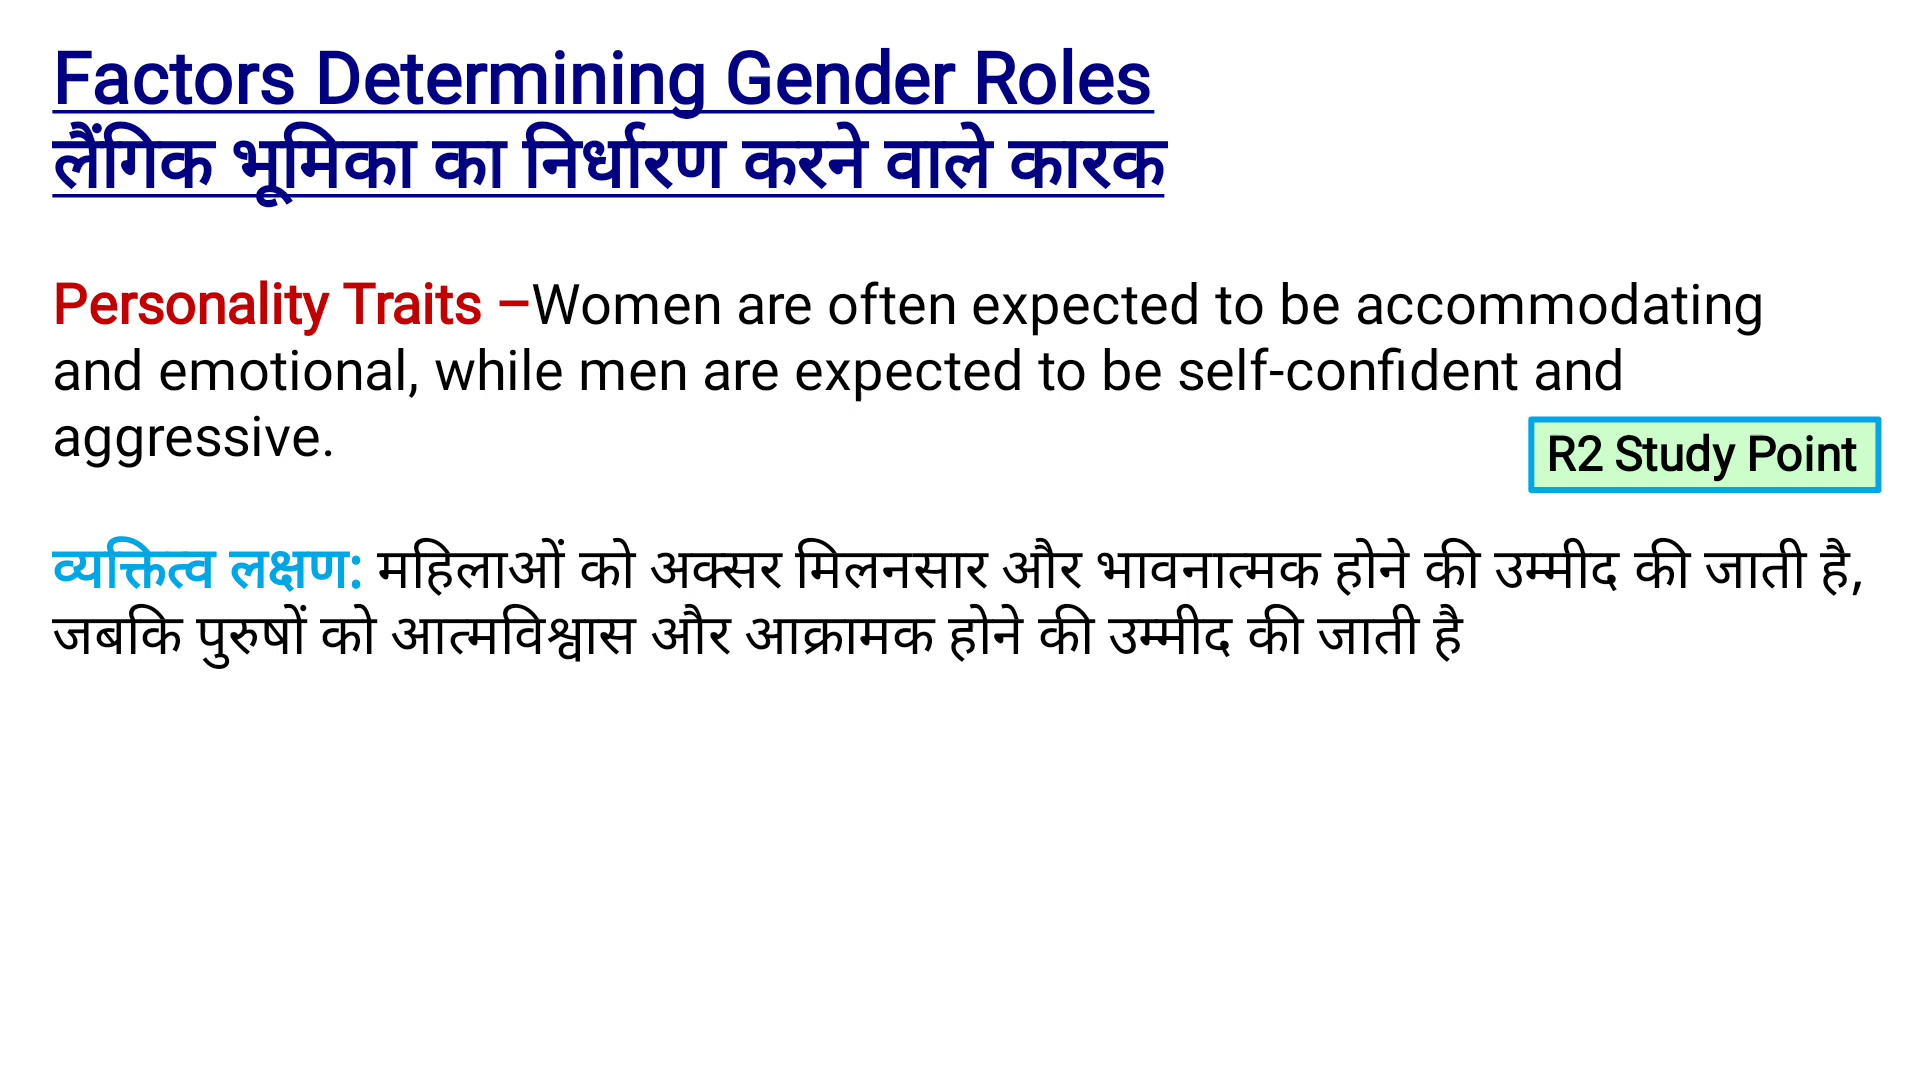 Factors Determining Gender Roles
लैंगिक भूमिका का निर्धारण करने वाले कारक
Personality Traits –Women are often expected to be accommodating
and emotional, while men are expected to be self-confident and
aggressive.
R2 Study Point
व्यक्तित्व लक्षण: महिलाओं को अक्सर मिलनसार और भावनात्मक होने की उम्मीद की जाती है,
जबकि पुरुषों को आत्मविश्वास और आक्रामक होने की उम्मीद की जाती है